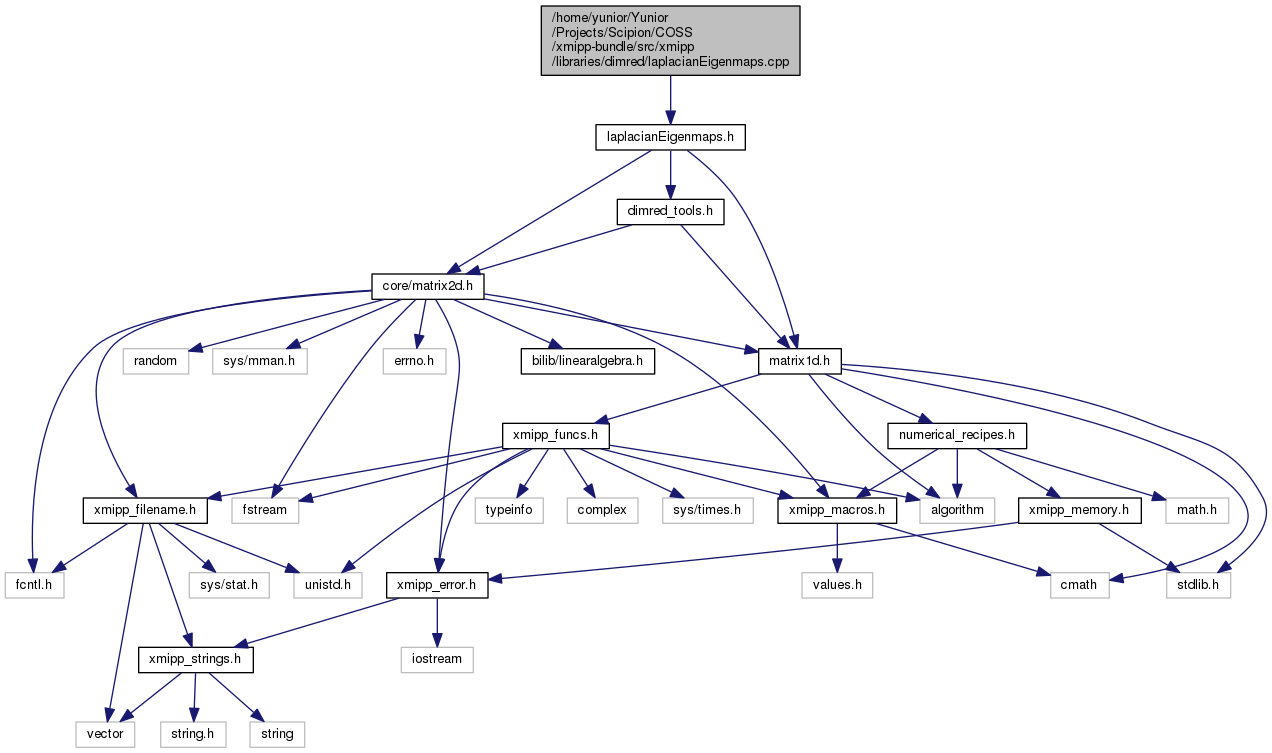 /home/yunior/Yunior
/Projects/Scipion/COSS
/xmipp-bundle/src/xmipp
/libraries/dimred/laplacianEigenmaps.cpp
laplacianEigenmaps.h
dimred_tools.h
core/matrix2d.h
random
sys/mman.h
errno.h
bilib/linearalgebra.h
matrix1d.h
xmipp_funcs.h
numerical_recipes.h
xmipp_filename.h
fstream
typeinfo
complex
sys/times.h
xmipp_macros.h
algorithm
xmipp_memory.h
math.h
fcntl.h
sys/stat.h
unistd.h
xmipp_error.h
values.h
cmath
stdlib.h
xmipp_strings.h
iostream
vector
string.h
string